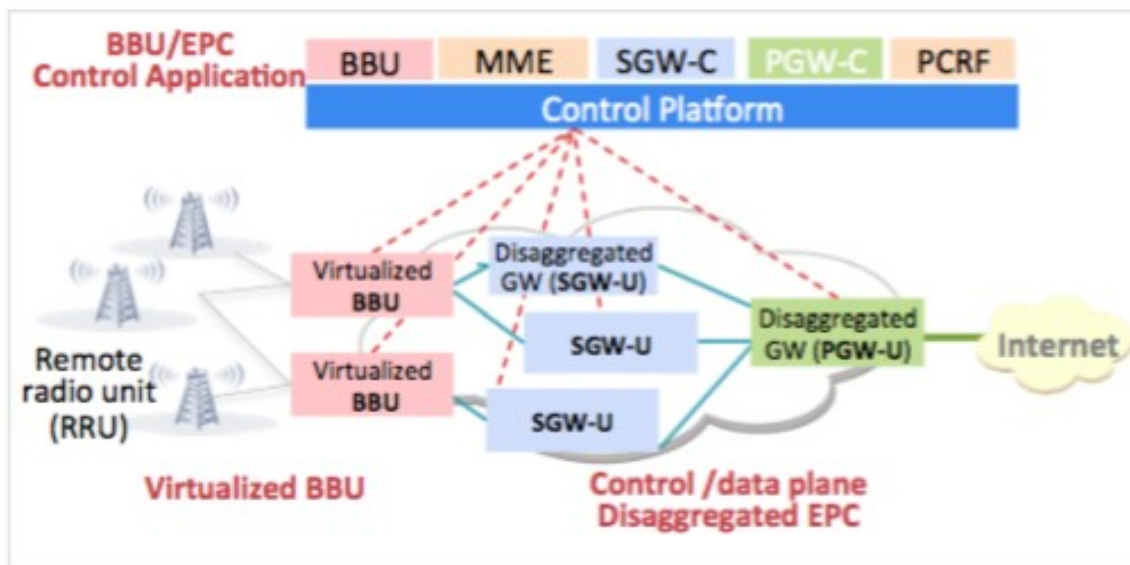 BBU/EPC
Control Application
BBU
MME
SGW-C
PGW-C
PCRF
Control Platform
Virtualized
BBU
Disaggregated
GW (SGW-U)
SGW-U
Disaggregated
GW (PGW-U)
Internet
Remote
radio unit
(RRU)
Virtualized
BBU
SGW-U
Virtualized BBU
Control /data plane
Disaggregated EPC